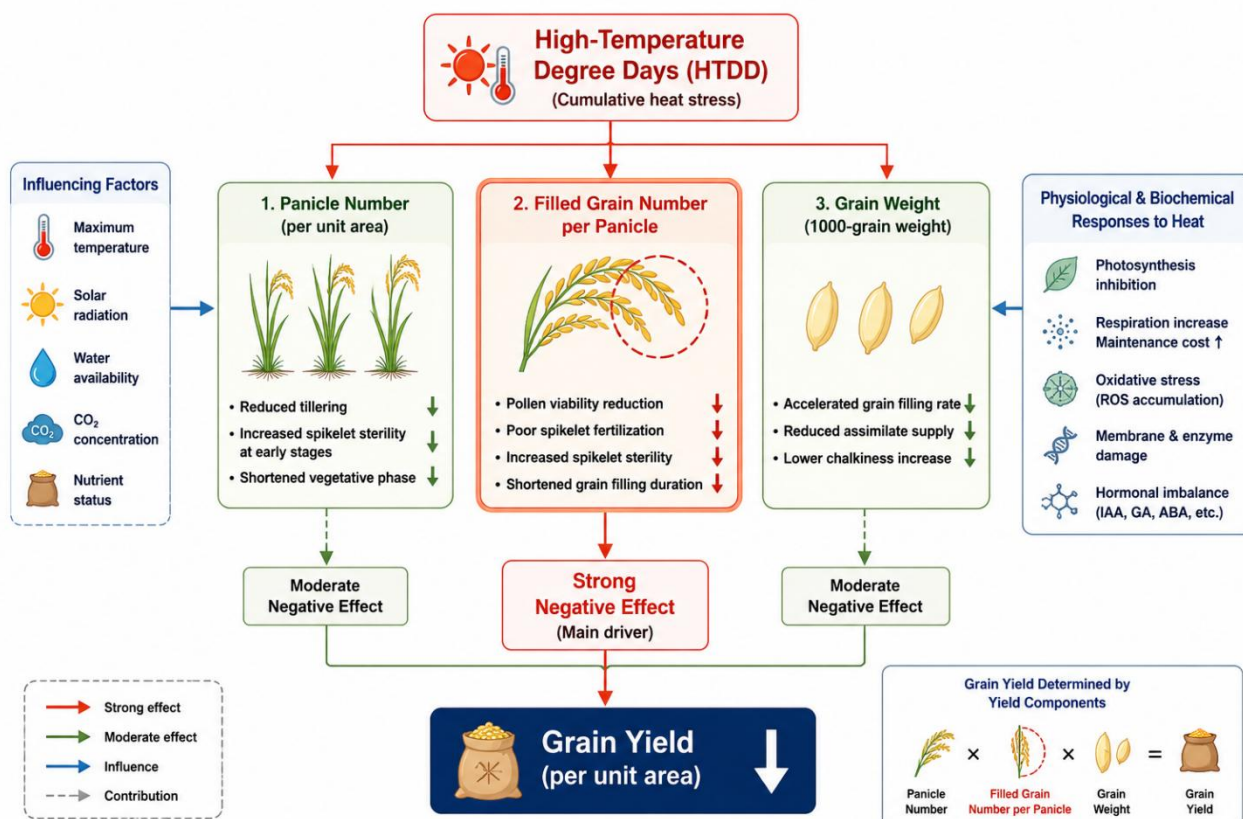 High-Temperature
Degree Days (HTDD)
(Cumulative heat stress)
Influencing Factors
Maximum
temperature
Solar
radiation
Water
availability
CO₂
CO₂
concentration
Nutrient
status
1. Panicle Number
(per unit area)
• Reduced tillering ↓
• Increased spikelet sterility
at early stages ↓
• Shortened vegetative phase ↓
2. Filled Grain Number
per Panicle
• Pollen viability reduction ↓
• Poor spikelet fertilization ↓
• Increased spikelet sterility ↓
• Shortened grain filling duration ↓
3. Grain Weight
(1000-grain weight)
• Accelerated grain filling rate ↓
• Reduced assimilate supply ↓
• Lower chalkiness increase ↓
Physiological & Biochemical
Responses to Heat
Photosynthesis
inhibition
Respiration increase
Maintenance cost ↑
Oxidative stress
(ROS accumulation)
Membrane & enzyme
damage
Hormonal imbalance
(IAA, GA, ABA, etc.)
Moderate
Negative Effect
Strong
Negative Effect
(Main driver)
Moderate
Negative Effect
Strong effect
Moderate effect
Influence
Contribution
Grain Yield
(per unit area)
Grain Yield Determined by
Yield Components
× × =
Panicle
Number
Filled Grain
Number per Panicle
Grain
Weight
Grain
Yield